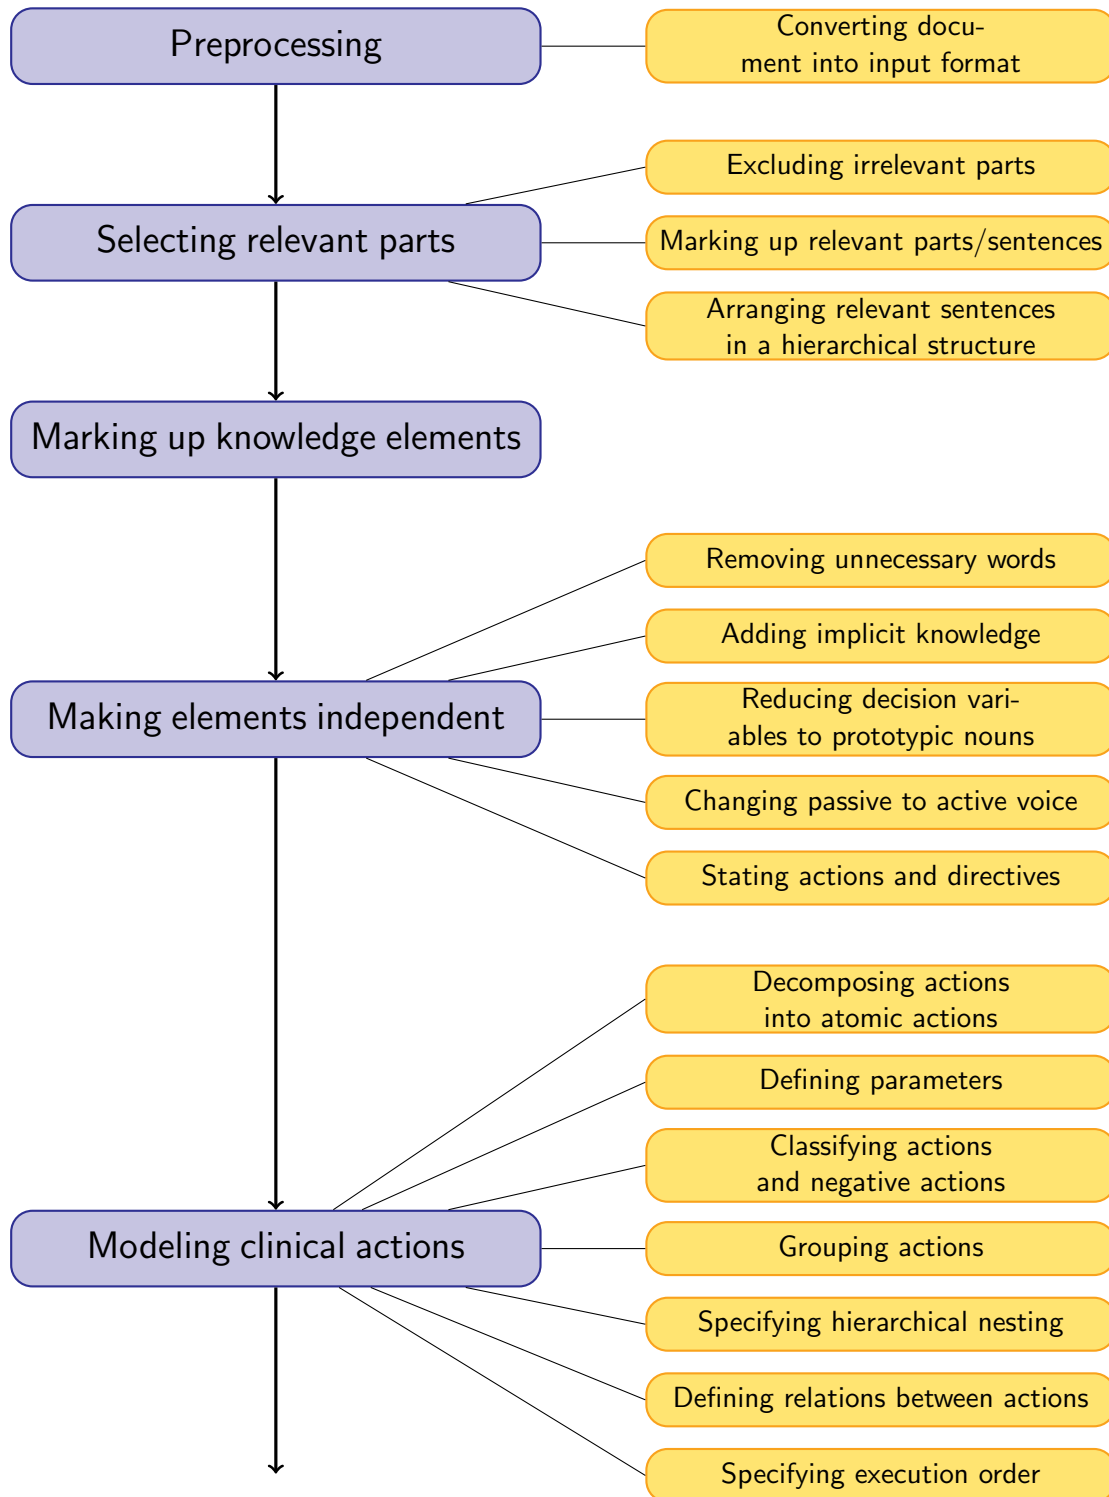 Preprocessing
Converting docu-
ment into input format
Excluding irrelevant parts
Selecting relevant parts
Marking up relevant parts/sentences
Arranging relevant sentences
in a hierarchical structure
Marking up knowledge elements
Removing unnecessary words
Adding implicit knowledge
Making elements independent
Reducing decision vari-
ables to prototypic nouns
Changing passive to active voice
Stating actions and directives
Decomposing actions
into atomic actions
Defining parameters
Classifying actions
and negative actions
Modeling clinical actions
Grouping actions
Specifying hierarchical nesting
Defining relations between actions
Specifying execution order